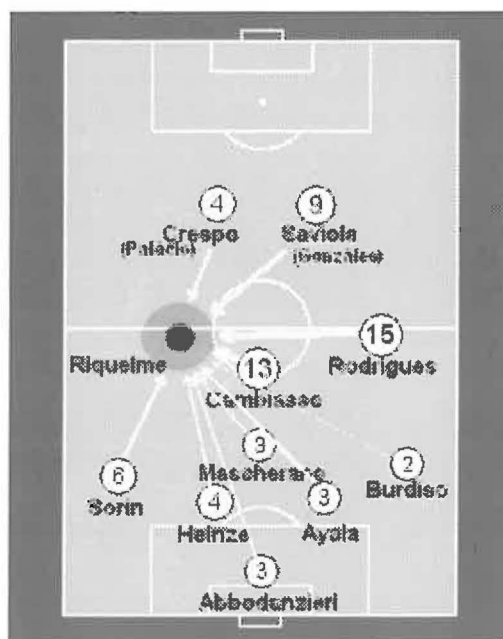 4
9
Crespo
Saviola
(Palacio)
(Gonzales)
15
Riquelme
Rodrigues
13
Cambiasso
3
2
Mascherano
Burdiso
6
Sorin
4
3
Heinze
Ayala
3
Abbodanzieri